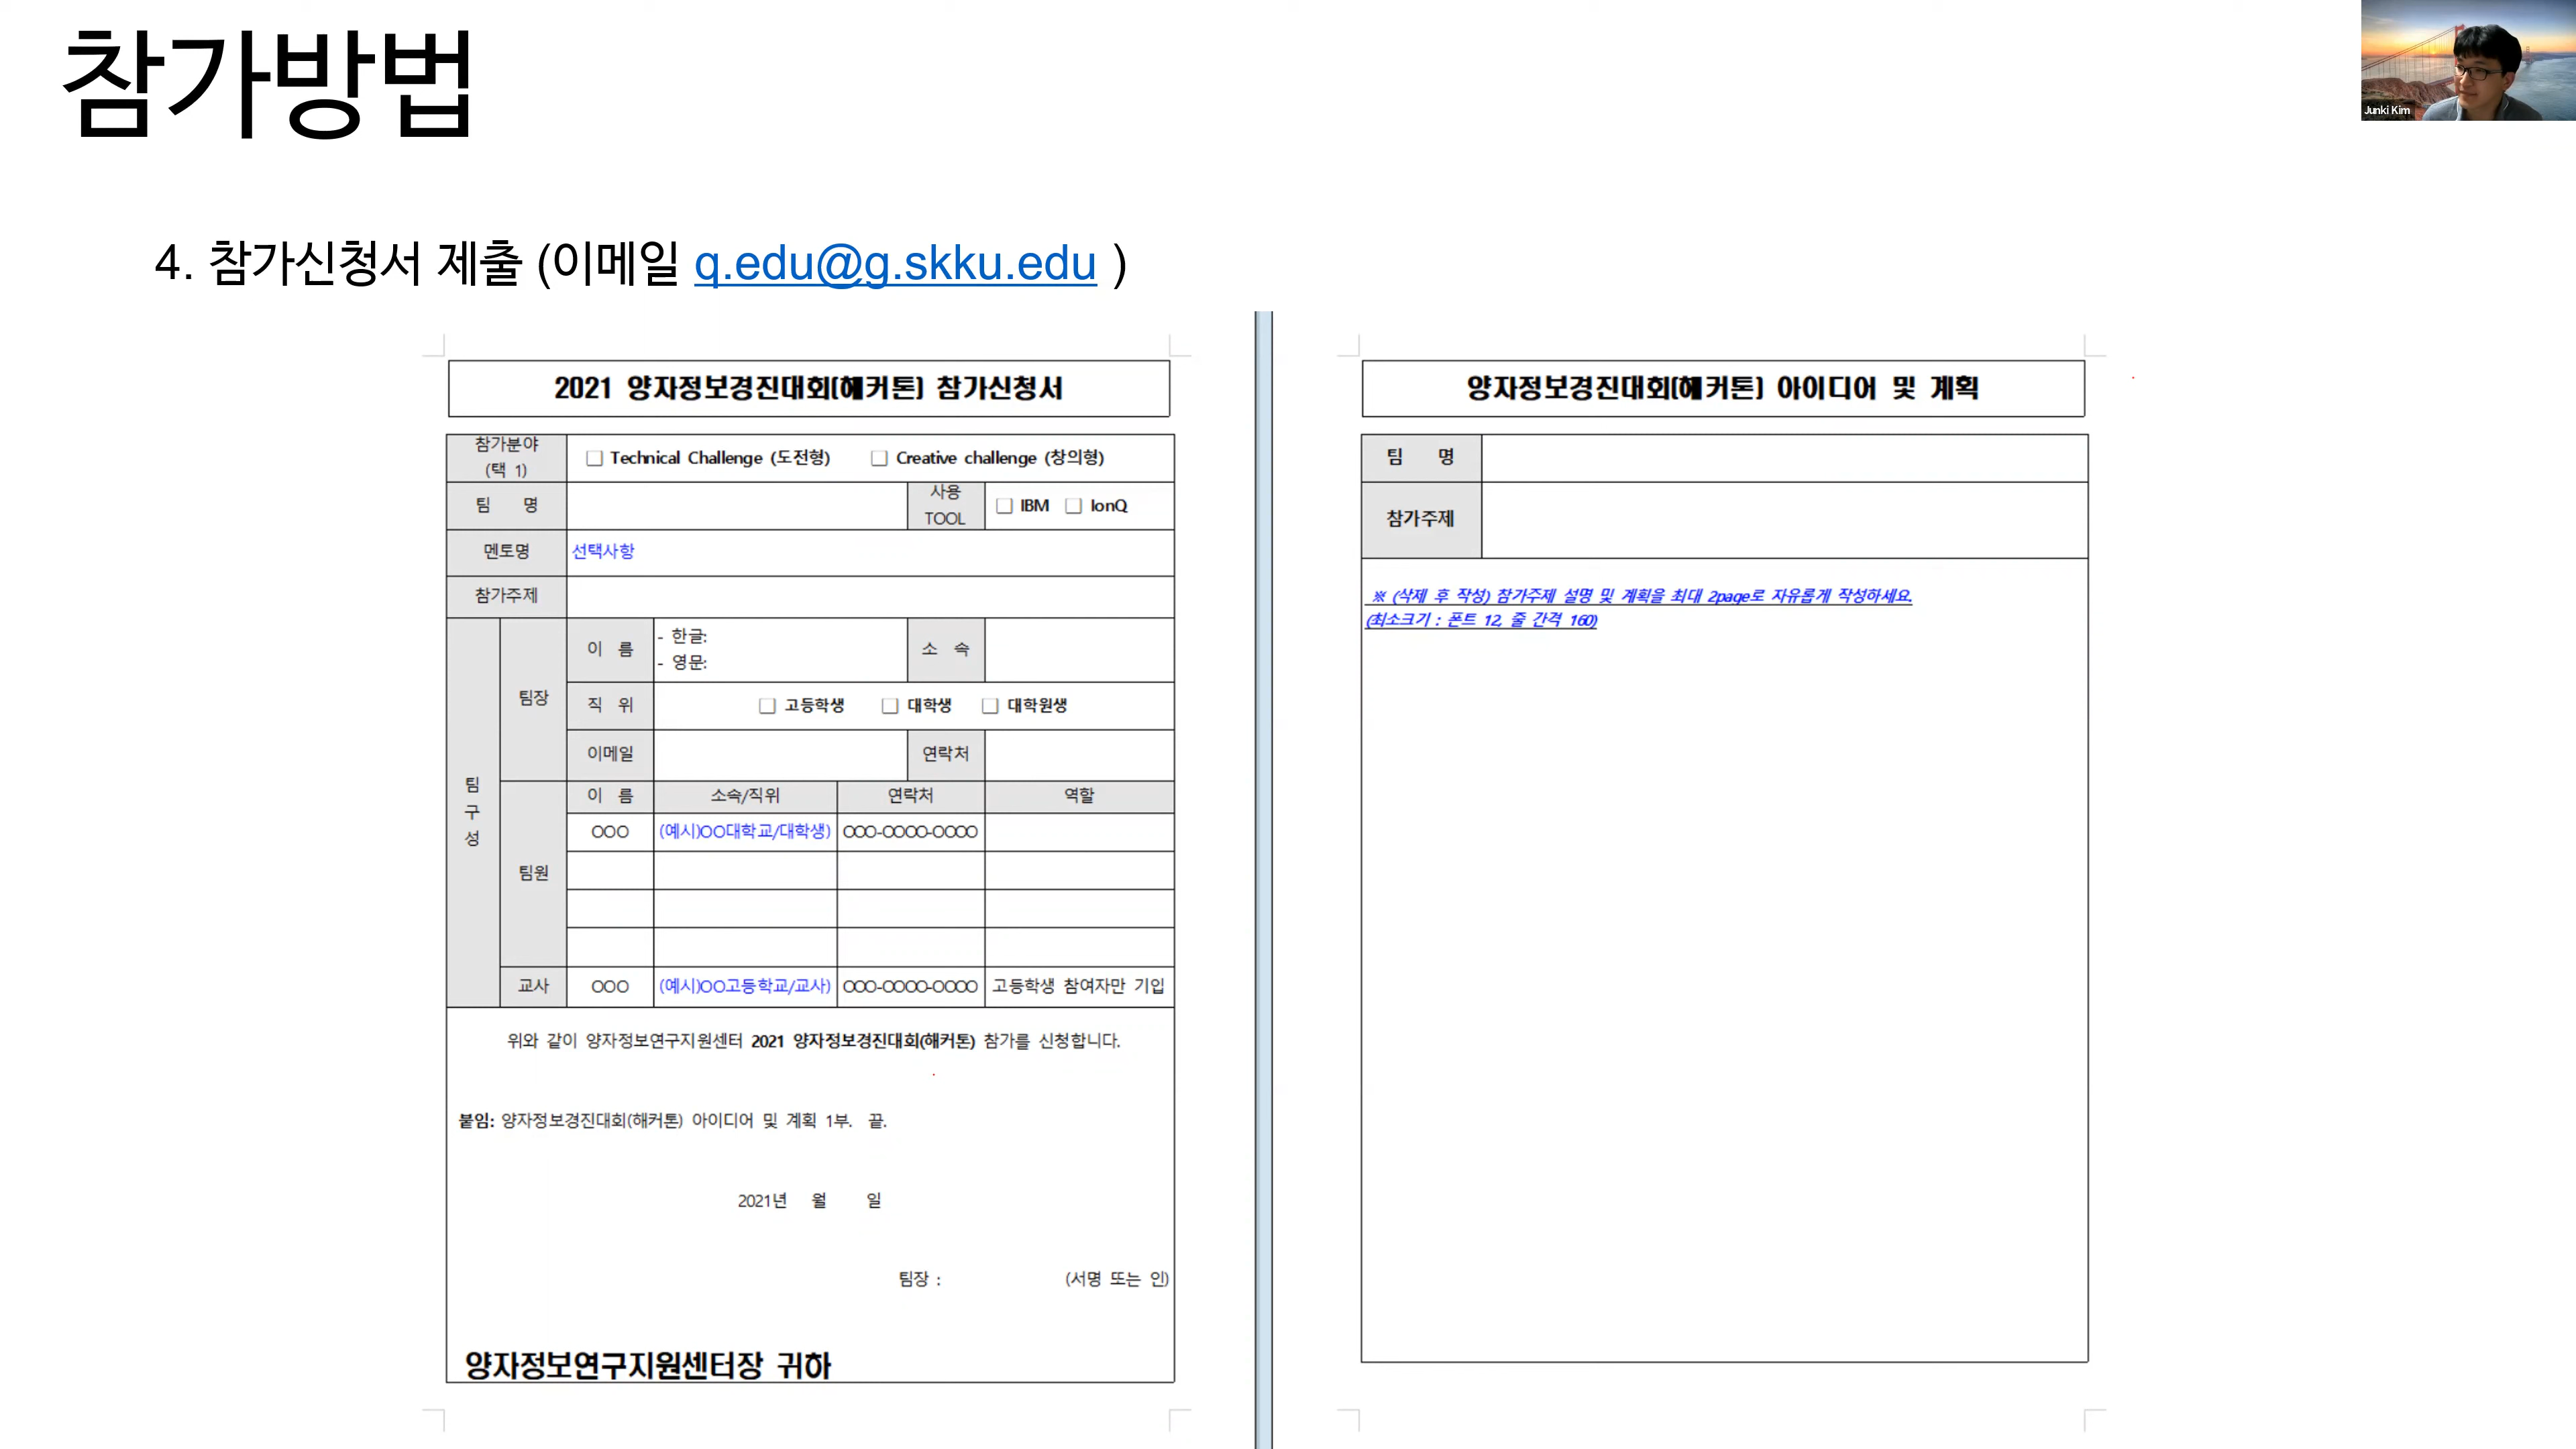 참가방법
Junki Kim
4. 참가신청서 제출 (이메일 q.edu@g.skku.edu )
2021 양자정보경진대회(해커톤) 참가신청서
참가분야
(택 1)
☐ Technical Challenge (도전형) ☐ Creative challenge (창의형)
팀 명
사용
TOOL
☐ IBM ☐ IonQ
멘토명 선택사항
참가주제
팀
구
성
팀장
이 름
- 한글:
- 영문:
소 속
직 위 ☐ 고등학생 ☐ 대학생 ☐ 대학원생
이메일 연락처
팀원
이 름 소속/직위 연락처 역할
OOO (예시)OO대학교/대학생) OOO-OOOO-OOOO
교사 OOO (예시)OO고등학교/교사) OOO-OOOO-OOOO 고등학생 참여자만 기입
위와 같이 양자정보연구지원센터 2021 양자정보경진대회(해커톤) 참가를 신청합니다.
붙임: 양자정보경진대회(해커톤) 아이디어 및 계획 1부. 끝.
2021년 월 일
팀장 : (서명 또는 인)
양자정보연구지원센터장 귀하
양자정보경진대회(해커톤) 아이디어 및 계획
팀 명
참가주제
※ (삭제 후 작성) 참가주제 설명 및 계획을 최대 2page로 자유롭게 작성하세요.
(최소크기 : 폰트 12, 줄 간격 160)